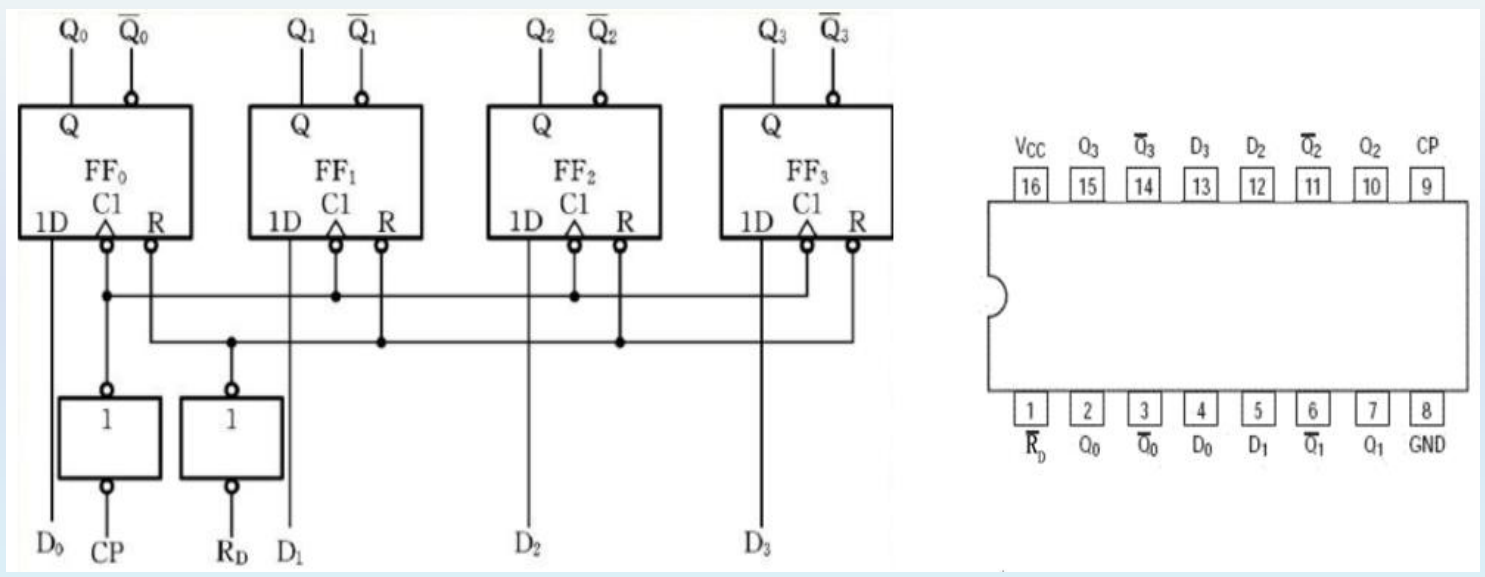 Q₀ Q̅₀ Q₁ Q̅₁ Q₂ Q̅₂ Q₃ Q̅₃
Q Q Q Q
FF₀ FF₁ FF₂ FF₃
C1 C1 C1 C1
1D R 1D R 1D R 1D R
1 1
D₀ CP R_D D₁ D₂ D₃
V_CC Q₃ Q̅₃ D₃ D₂ Q̅₂ Q₂ CP
16 15 14 13 12 11 10 9
1 2 3 4 5 6 7 8
R̅_D Q₀ Q̅₀ D₀ D₁ Q̅₁ Q₁ GND